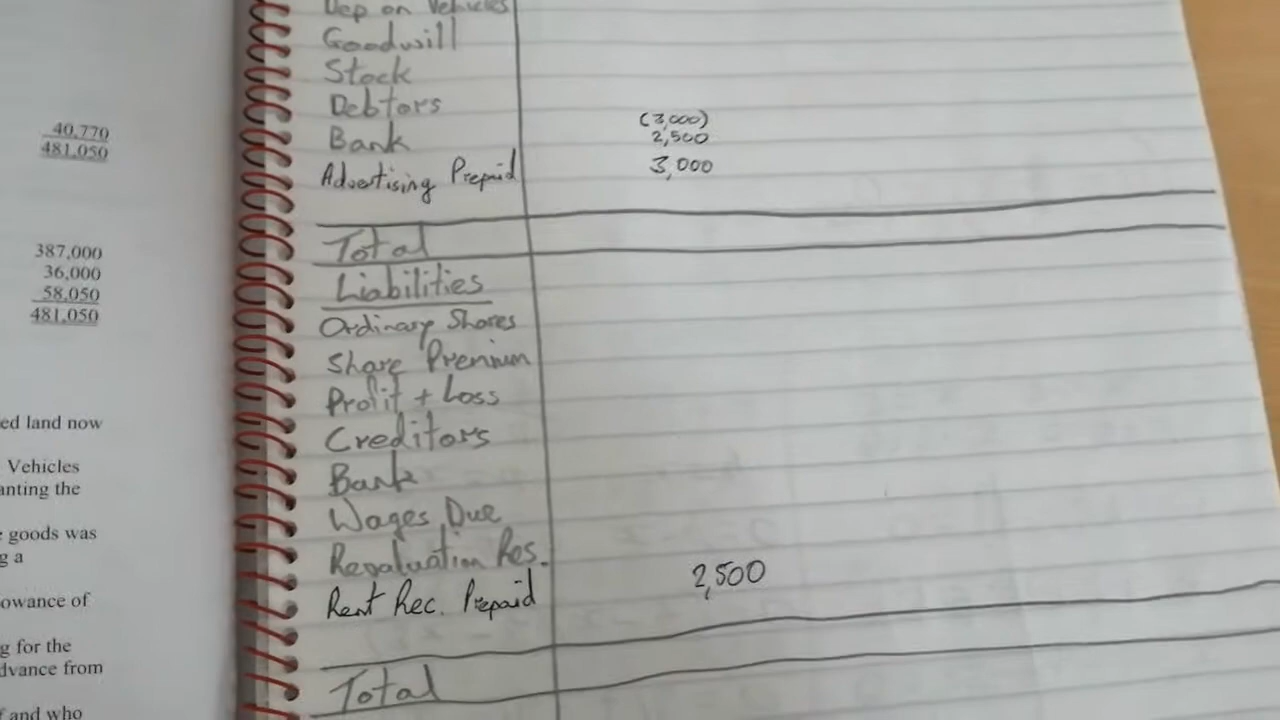 40,770
481,050
387,000
36,000
58,050
481,050
ed land now
Vehicles
anting the
goods was
g a
owance of
g for the
dvance from
f and who
Dep on Vehicles
Goodwill
Stock
Debtors
(3,000)
Bank 2,500
Advertising Prepaid 3,000
Total
Liabilities
Ordinary Shares
Share Premium
Profit + Loss
Creditors
Bank
Wages Due
Revaluation Res.
Rent Rec. Prepaid 2,500
Total